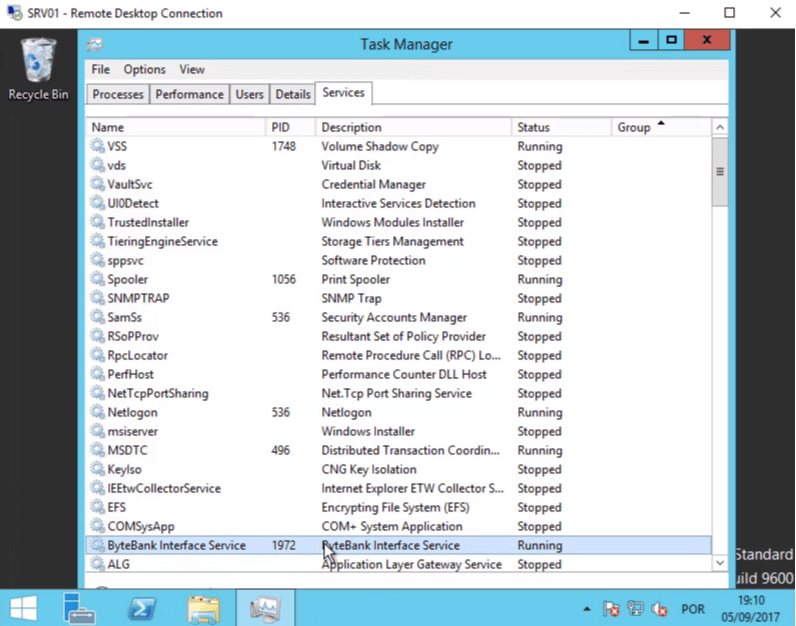 SRV01 - Remote Desktop Connection
Recycle Bin
Task Manager
File Options View
Processes Performance Users Details Services
Name PID Description Status Group
VSS 1748 Volume Shadow Copy Running
vds Virtual Disk Stopped
VaultSvc Credential Manager Stopped
UI0Detect Interactive Services Detection Stopped
TrustedInstaller Windows Modules Installer Stopped
TieringEngineService Storage Tiers Management Stopped
sppsvc Software Protection Stopped
Spooler 1056 Print Spooler Running
SNMPTRAP SNMP Trap Stopped
SamSs 536 Security Accounts Manager Running
RSoPProv Resultant Set of Policy Provider Stopped
RpcLocator Remote Procedure Call (RPC) Lo... Stopped
PerfHost Performance Counter DLL Host Stopped
NetTcpPortSharing Net.Tcp Port Sharing Service Stopped
Netlogon 536 Netlogon Running
msiserver Windows Installer Stopped
MSDTC 496 Distributed Transaction Coordin... Running
KeyIso CNG Key Isolation Stopped
IEEtwCollectorService Internet Explorer ETW Collector S... Stopped
EFS Encrypting File System (EFS) Stopped
COMSysApp COM+ System Application Stopped
ByteBank Interface Service 1972 ByteBank Interface Service Running
ALG Application Layer Gateway Service Stopped
Standard
uild 9600
POR
19:10
05/09/2017